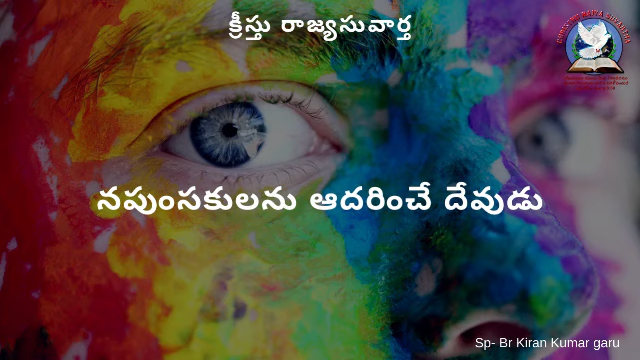 క్రీస్తు రాజ్యసువార్త
నపుంసకులను ఆదరించే దేవుడు
Sp- Br Kiran Kumar garu